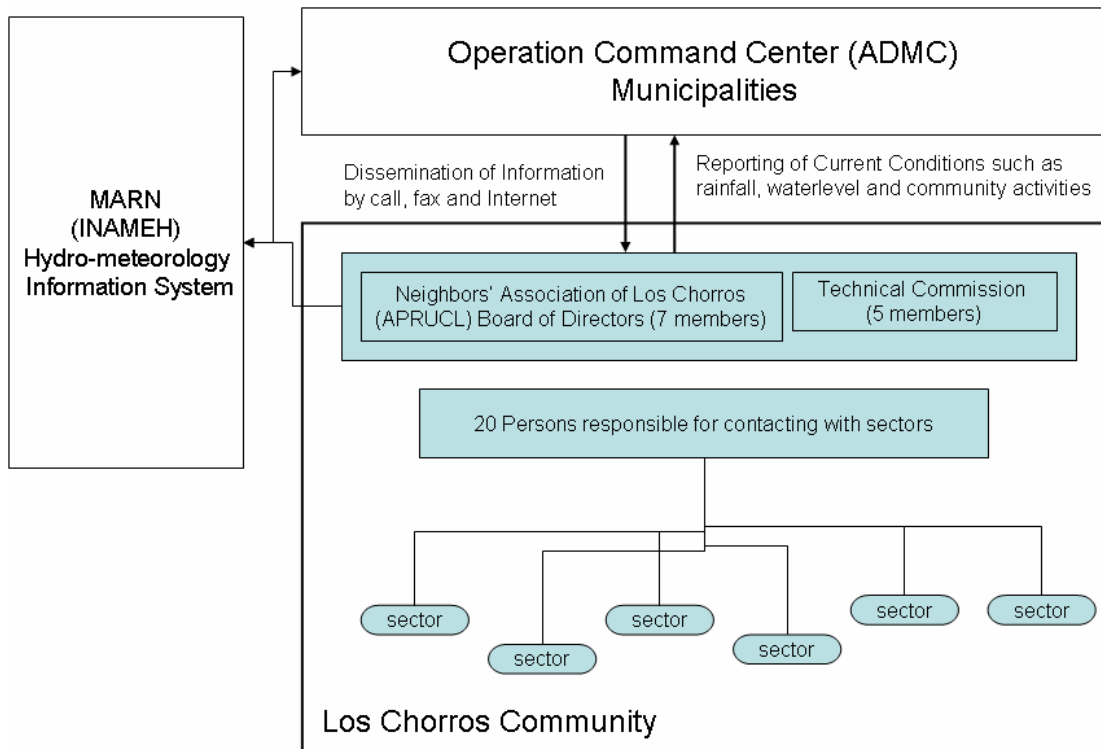 Operation Command Center (ADMC)
Municipalities
Dissemination of Information
by call, fax and Internet
Reporting of Current Conditions such as
rainfall, waterlevel and community activities
MARN
(INAMEH)
Hydro-meteorology
Information System
Neighbors' Association of Los Chorros
(APRUCL) Board of Directors (7 members)
Technical Commission
(5 members)
20 Persons responsible for contacting with sectors
sector
sector
sector
sector
sector
sector
Los Chorros Community